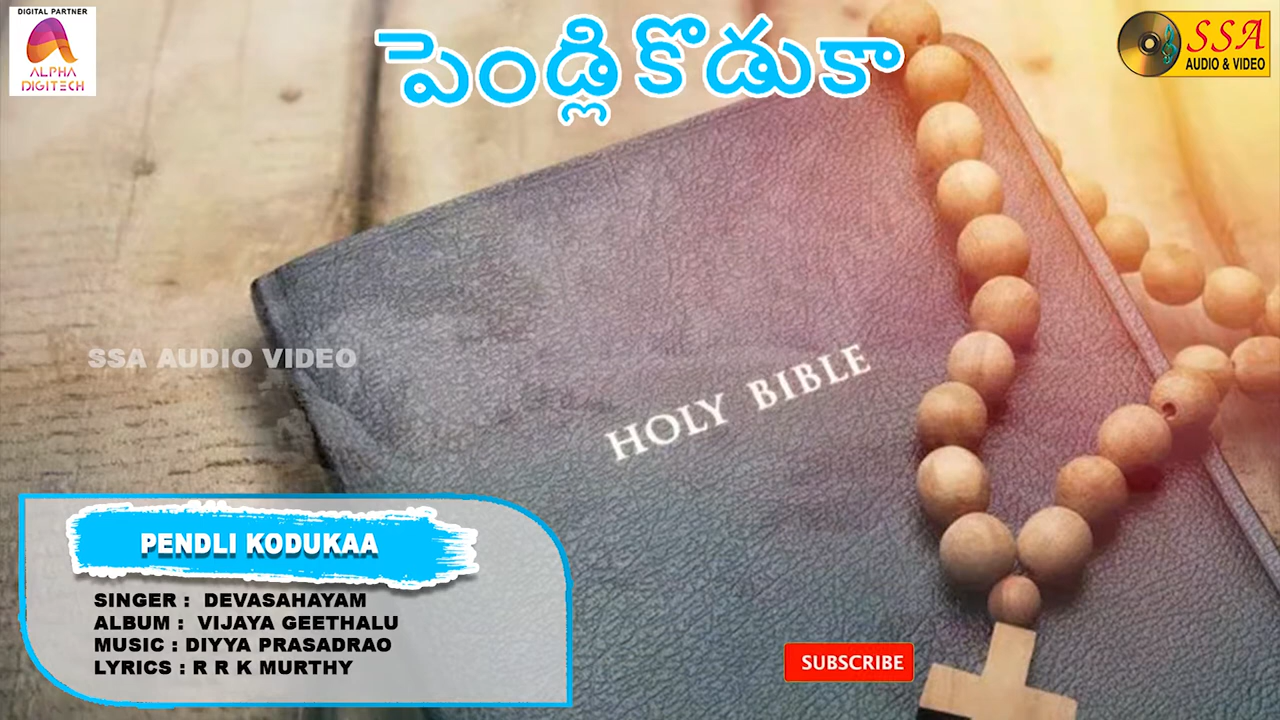 DIGITAL PARTNER
ALPHA
DIGITECH
పెండ్లి కొడుకా
SSA
AUDIO & VIDEO
SSA AUDIO VIDEO
HOLY BIBLE
PENDLI KODUKAA
SINGER : DEVASAHAYAM
ALBUM : VIJAYA GEETHALU
MUSIC : DIYYA PRASADRAO
LYRICS : R R K MURTHY
SUBSCRIBE